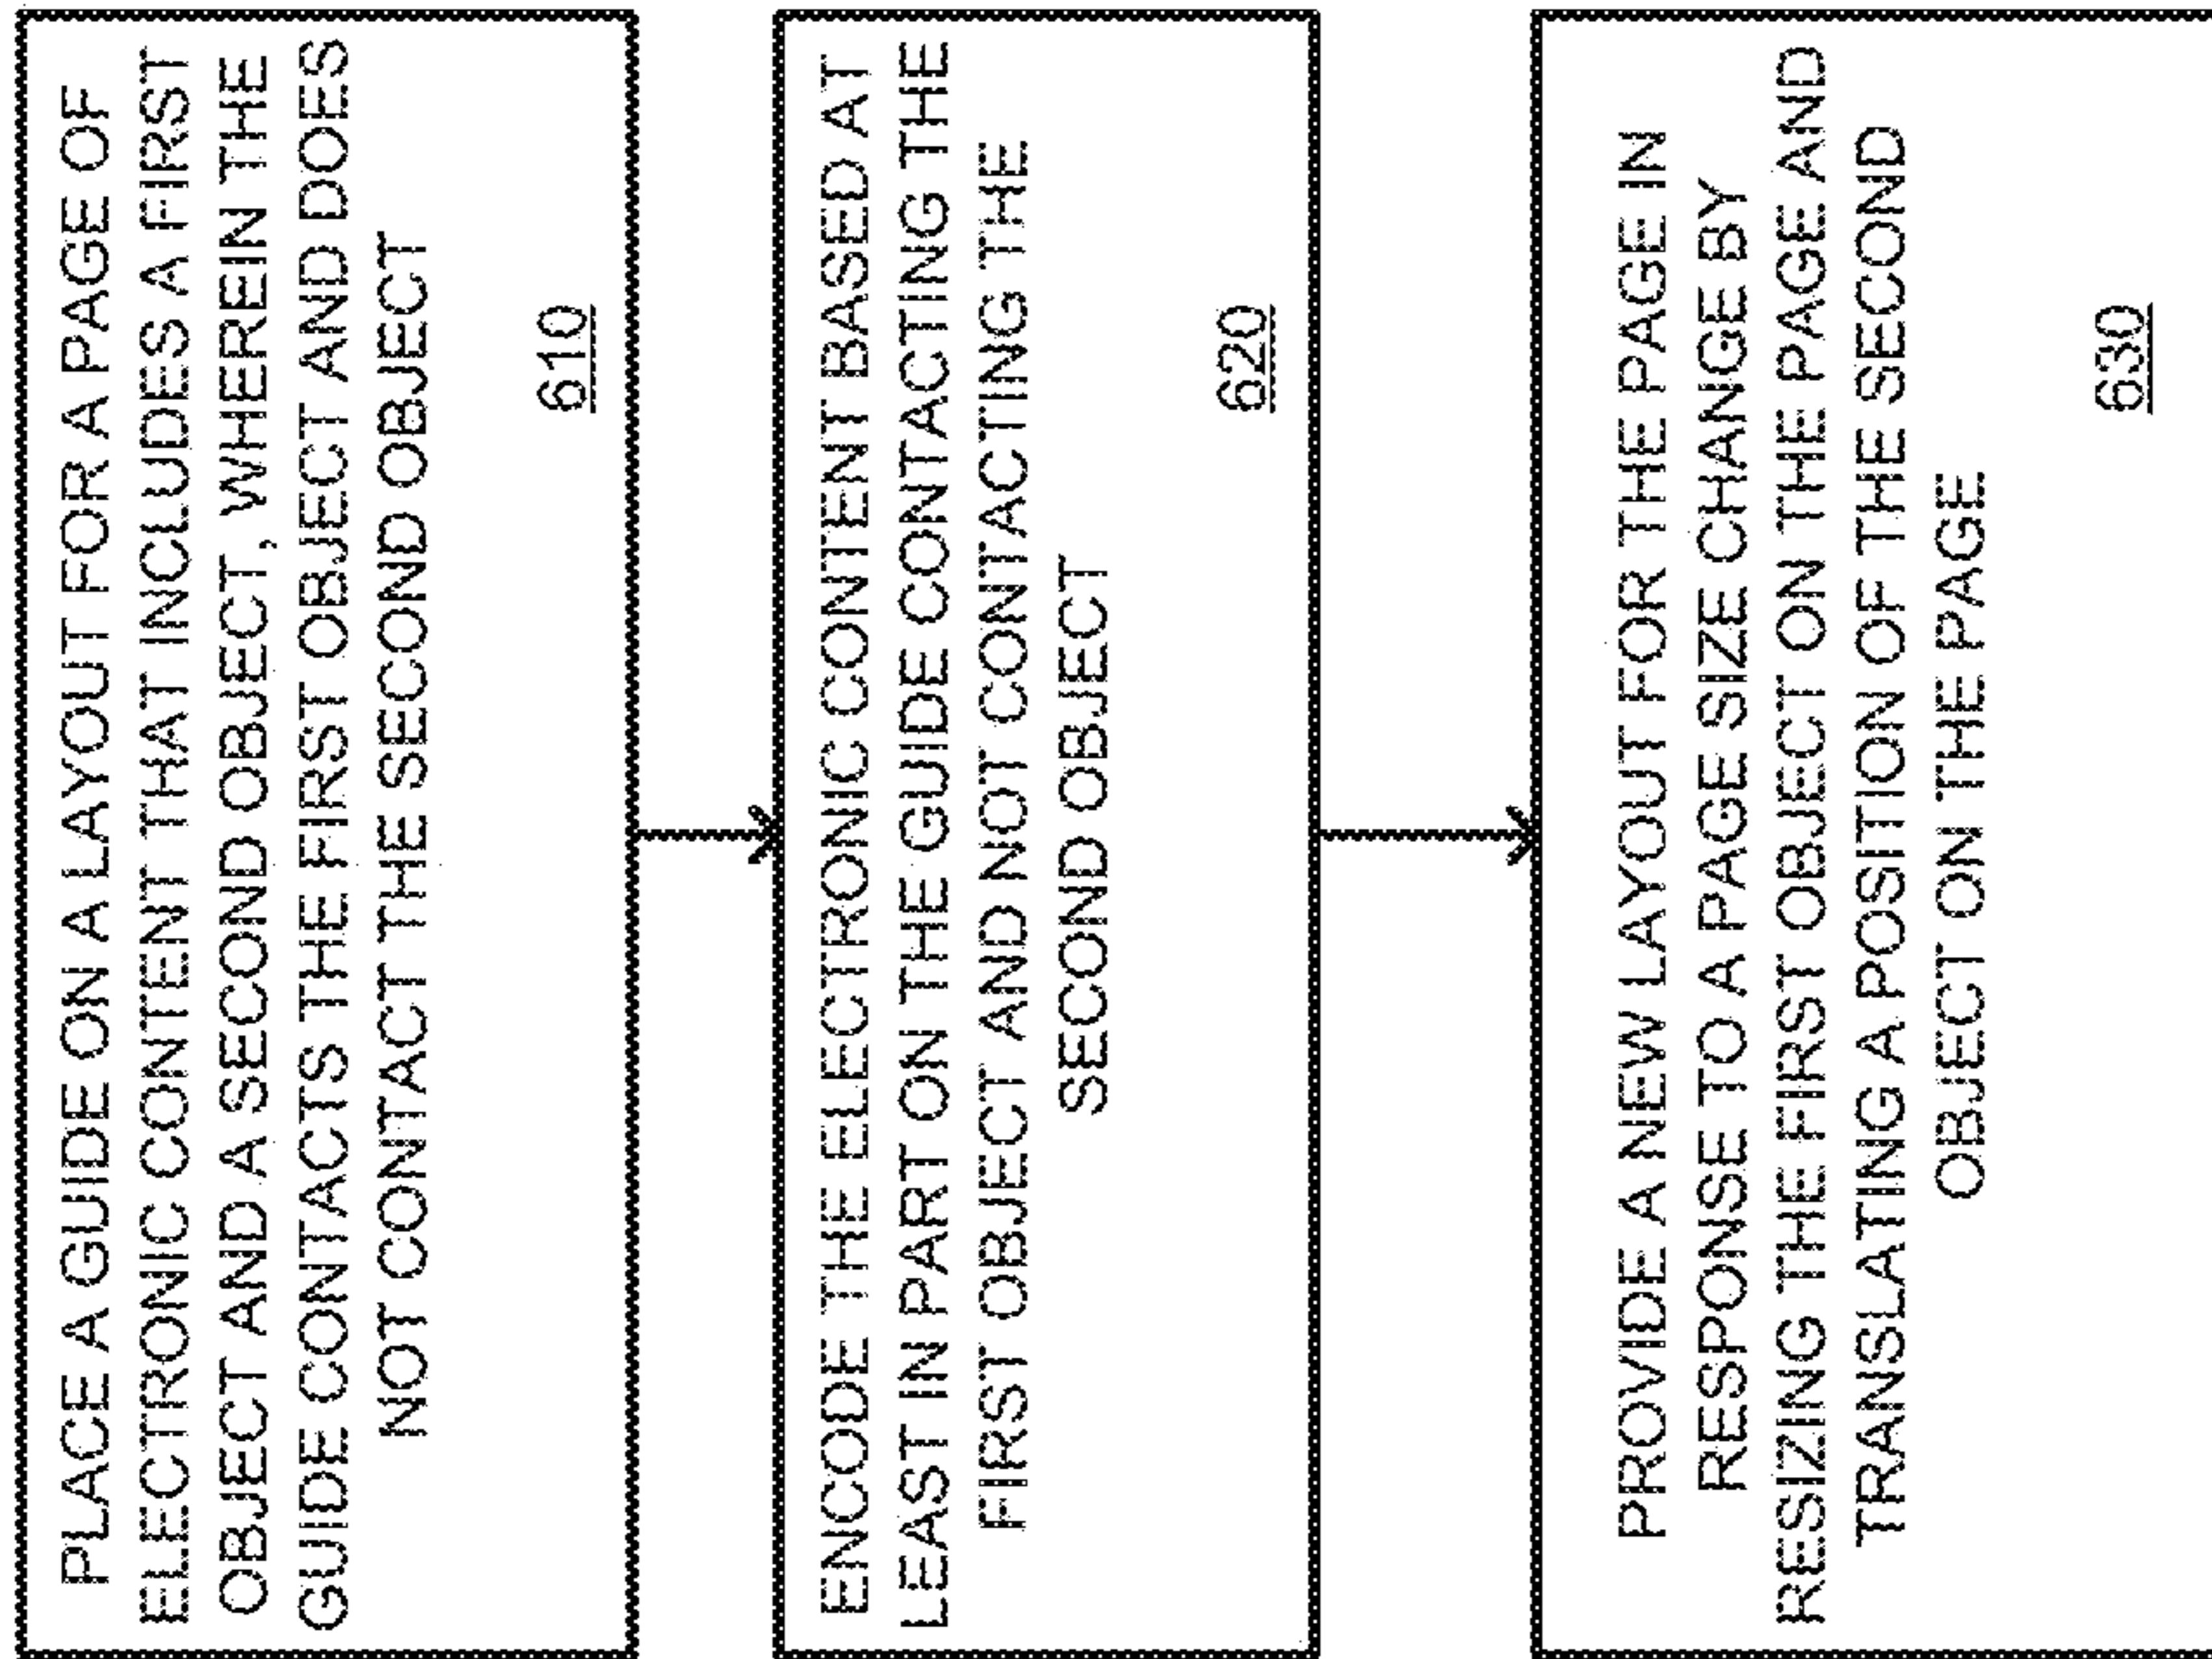 PLACE A GUIDE ON A LAYOUT FOR A PAGE OF
ELECTRONIC CONTENT THAT INCLUDES A FIRST
OBJECT AND A SECOND OBJECT, WHEREIN THE
GUIDE CONTACTS THE FIRST OBJECT AND DOES
NOT CONTACT THE SECOND OBJECT
610
ENCODE THE ELECTRONIC CONTENT BASED AT
LEAST IN PART ON THE GUIDE CONTACTING THE
FIRST OBJECT AND NOT CONTACTING THE
SECOND OBJECT
620
PROVIDE A NEW LAYOUT FOR THE PAGE IN
RESPONSE TO A PAGE SIZE CHANGE BY
RESIZING THE FIRST OBJECT ON THE PAGE AND
TRANSLATING A POSITION OF THE SECOND
OBJECT ON THE PAGE
630